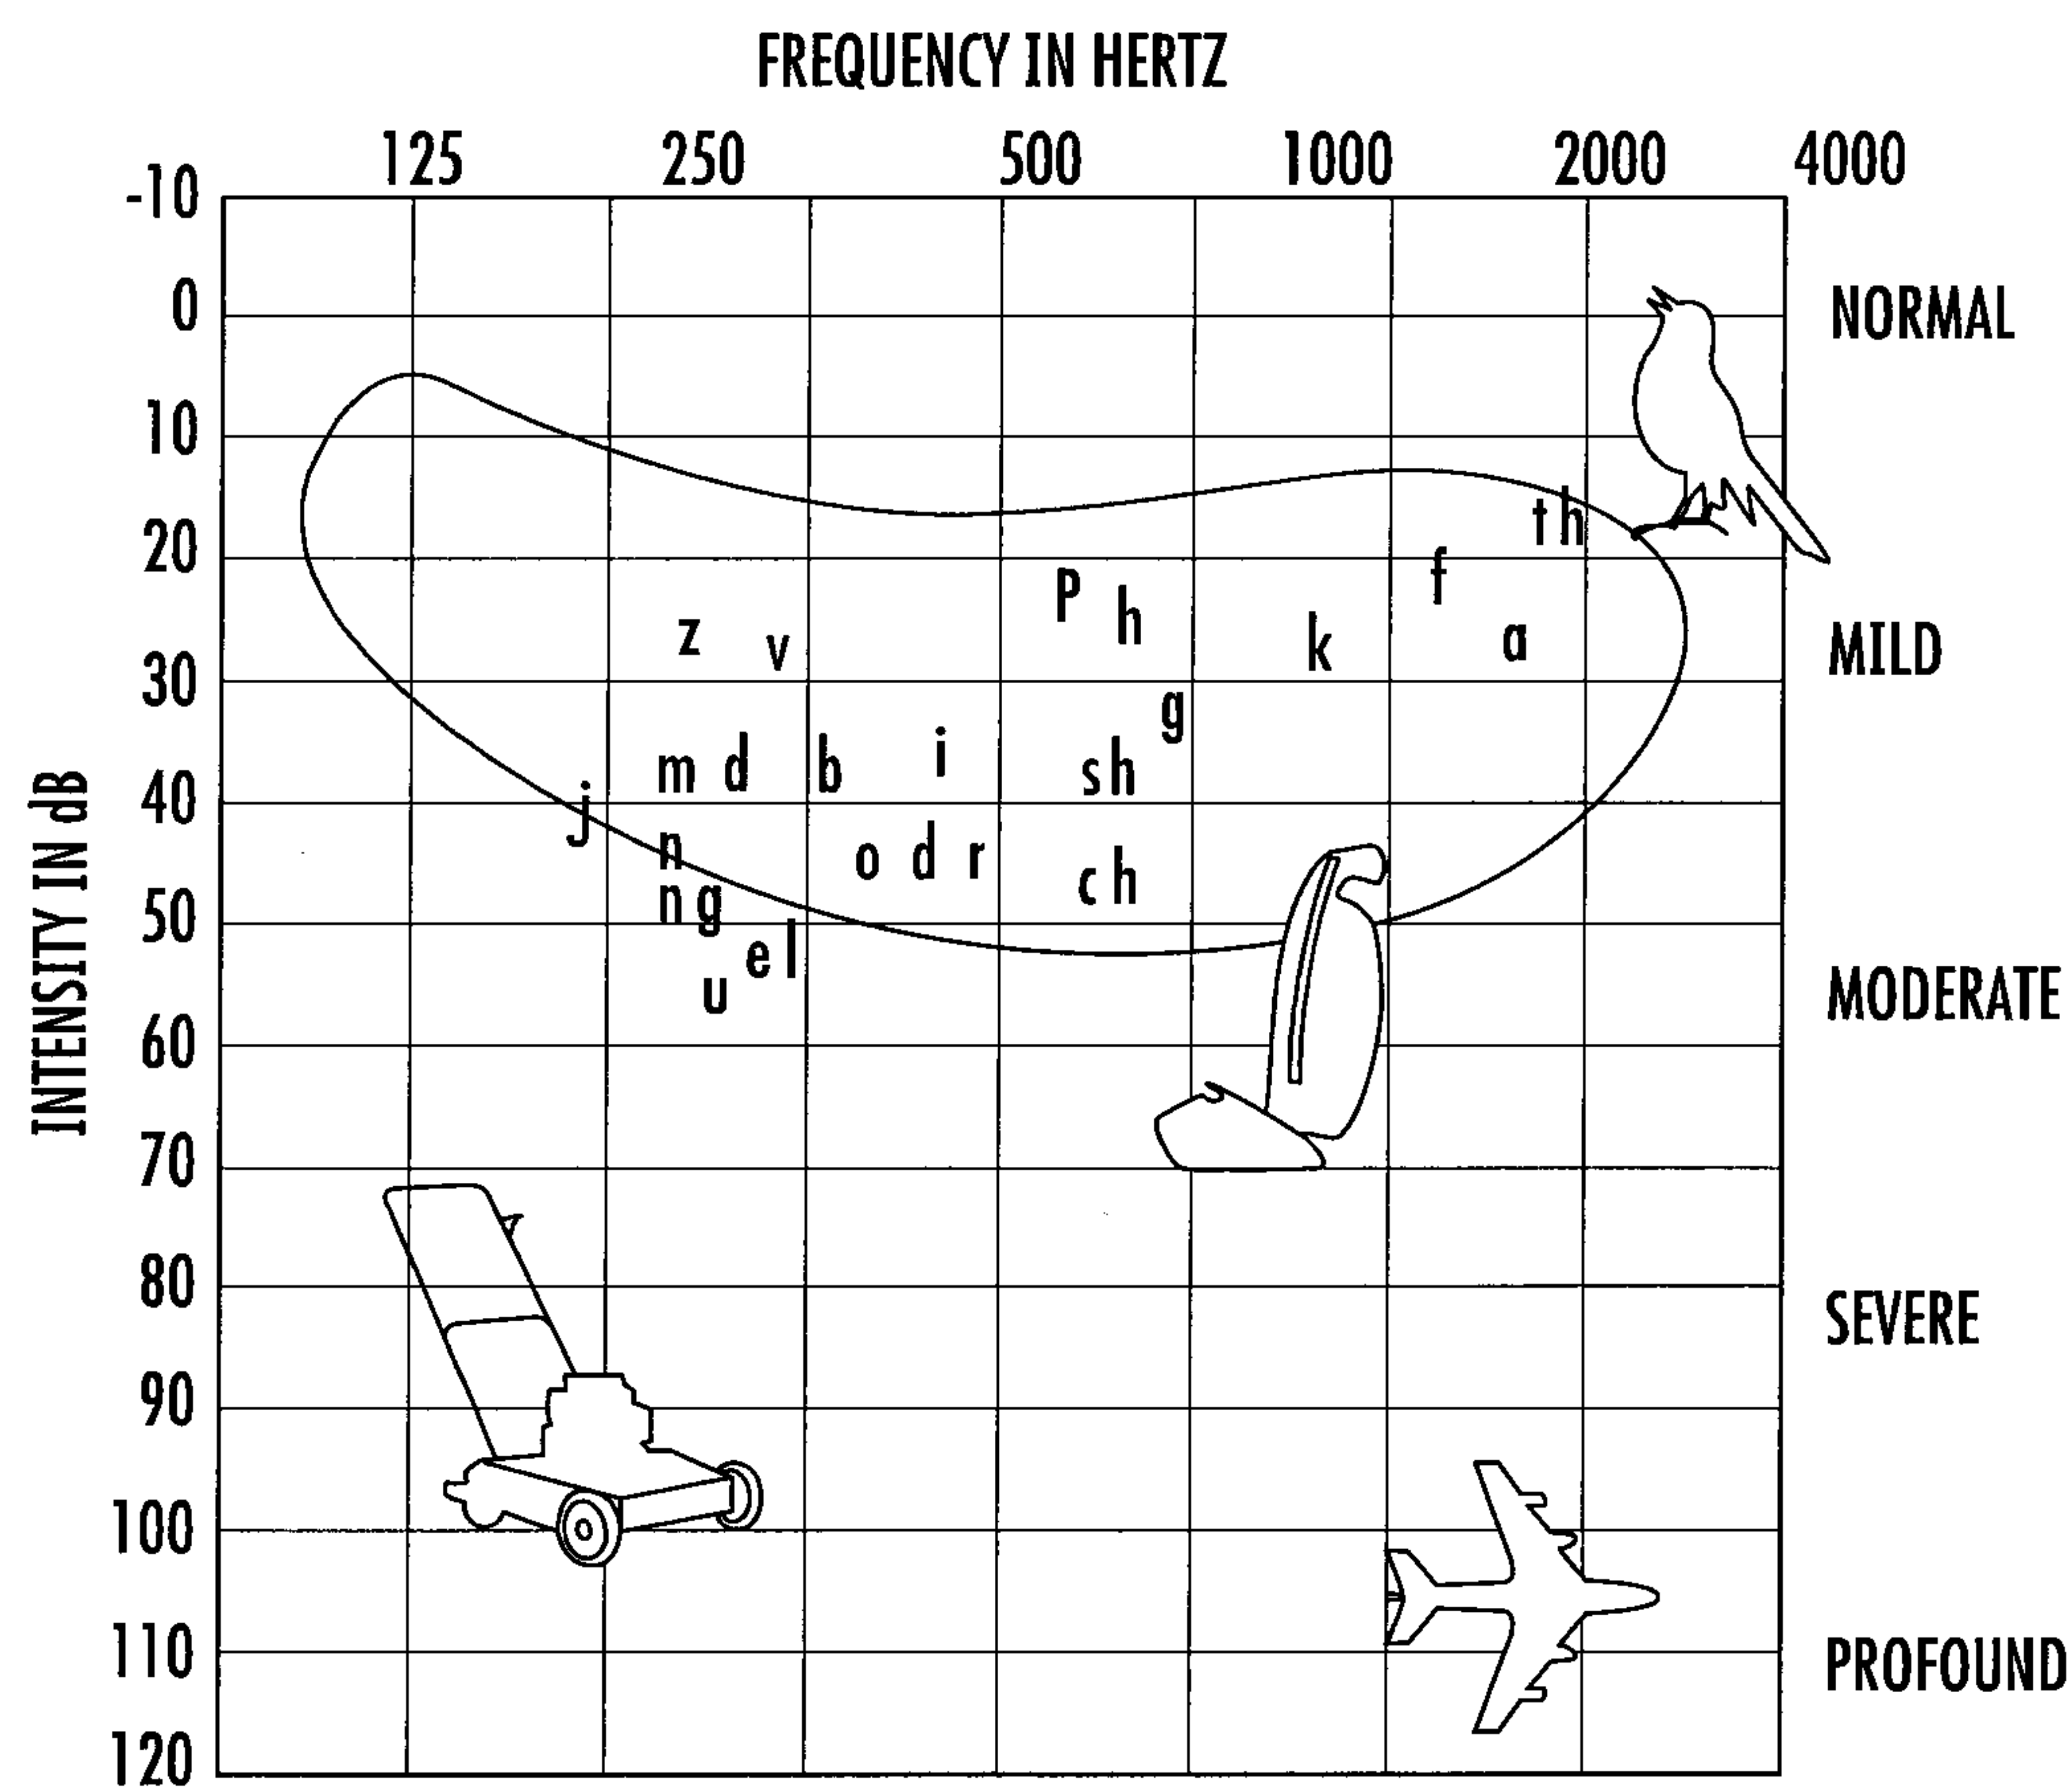 FREQUENCY IN HERTZ
125 250 500 1000 2000 4000
-10
0 NORMAL
10
th
20
f
P h
z v k a MILD
30
g
m d b i sh
40
j
n o d r ch
ng
50
e l
u MODERATE
60
70
80
SEVERE
90
100
110 PROFOUND
120
INTENSITY IN dB